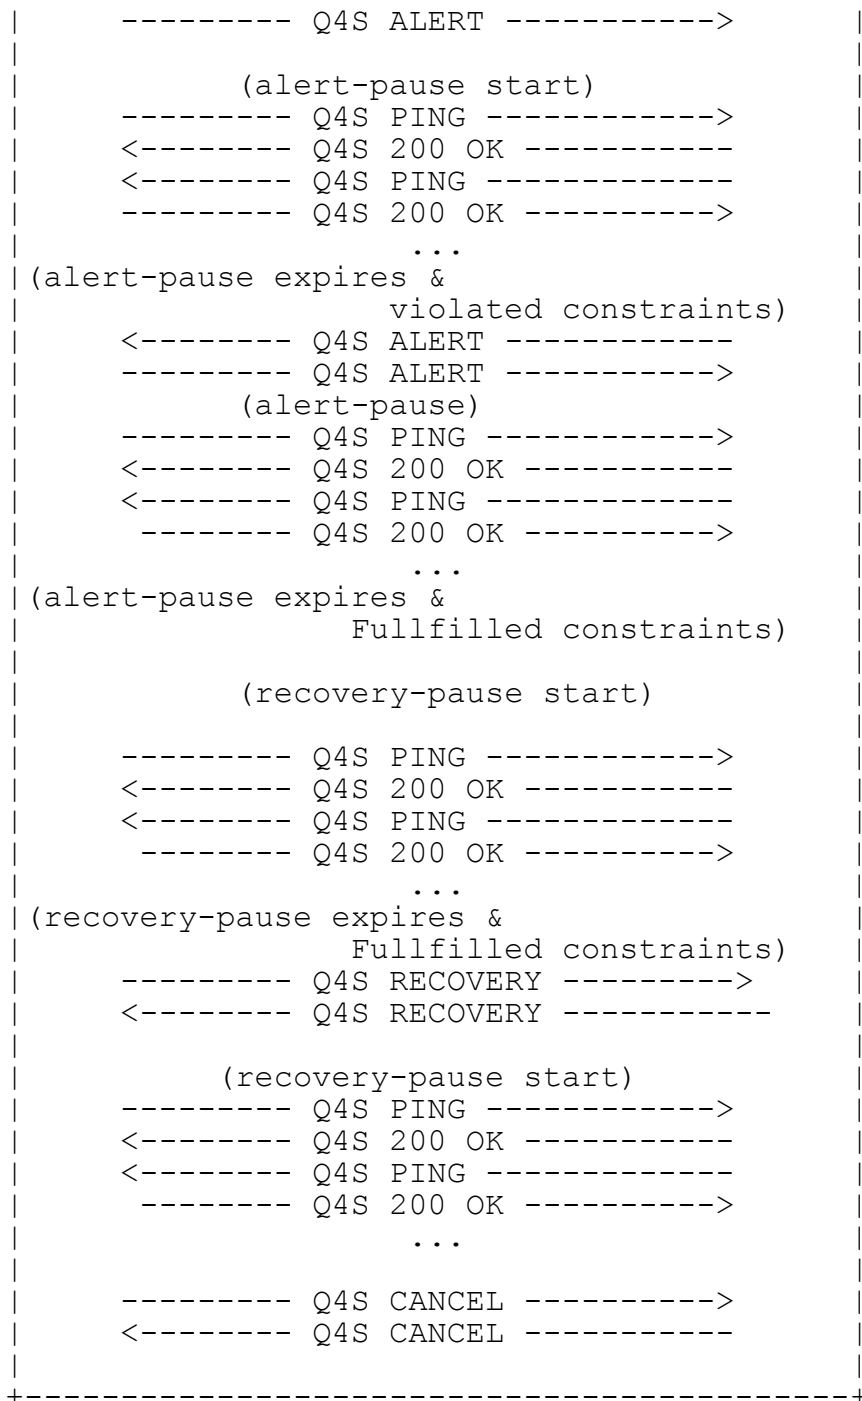 |     --------- Q4S ALERT ----------->      |
|                                           |
|           (alert-pause start)             |
|     --------- Q4S PING ------------>      |
|     <-------- Q4S 200 OK -----------      |
|     <-------- Q4S PING -------------      |
|     --------- Q4S 200 OK ---------->      |
|                    ...                    |
|(alert-pause expires &                     |
|                   violated constraints)   |
|     <-------- Q4S ALERT ------------      |
|     --------- Q4S ALERT ----------->      |
|           (alert-pause)                   |
|     --------- Q4S PING ------------>      |
|     <-------- Q4S 200 OK -----------      |
|     <-------- Q4S PING -------------      |
|      -------- Q4S 200 OK ---------->      |
|                    ...                    |
|(alert-pause expires &                     |
|                 Fullfilled constraints)   |
|                                           |
|           (recovery-pause start)          |
|                                           |
|     --------- Q4S PING ------------>      |
|     <-------- Q4S 200 OK -----------      |
|     <-------- Q4S PING -------------      |
|      -------- Q4S 200 OK ---------->      |
|                    ...                    |
|(recovery-pause expires &                  |
|                 Fullfilled constraints)   |
|     --------- Q4S RECOVERY --------->     |
|     <-------- Q4S RECOVERY -----------    |
|                                           |
|          (recovery-pause start)           |
|     --------- Q4S PING ------------>      |
|     <-------- Q4S 200 OK -----------      |
|     <-------- Q4S PING -------------      |
|      -------- Q4S 200 OK ---------->      |
|                    ...                    |
|                                           |
|     --------- Q4S CANCEL ---------->      |
|     <-------- Q4S CANCEL -----------      |
|                                           |
+-------------------------------------------+